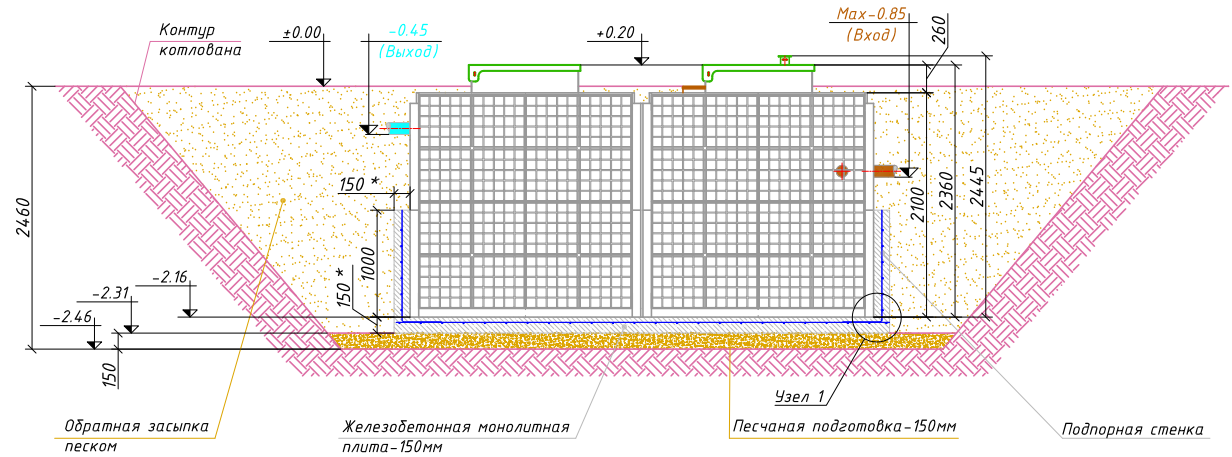 Контур
котлована
±0.00
-0.45
(Выход)
+0.20
Max-0.85
(Вход)
260
2460
150 *
1000
150 *
2100
2360
2445
-2.16
-2.31
-2.46
150
Узел 1
Обратная засыпка
песком
Железобетонная монолитная
плита-150мм
Песчаная подготовка-150мм
Подпорная стенка